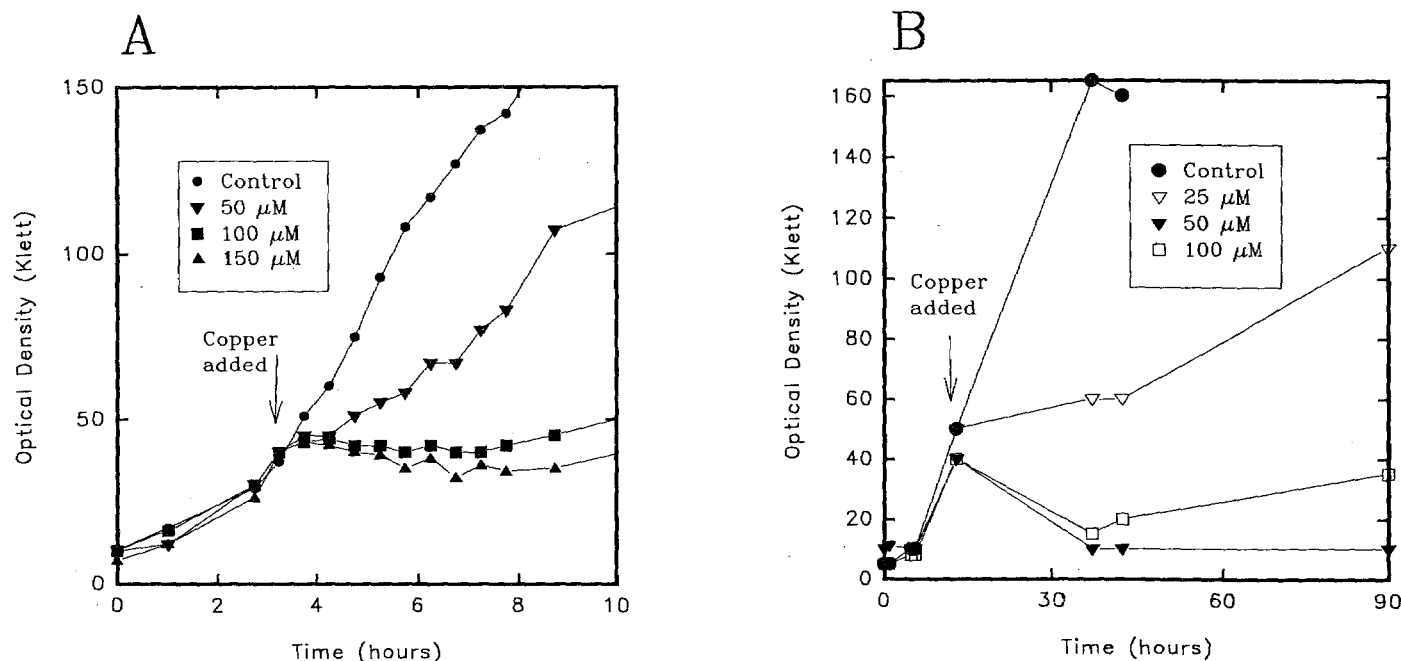 A
Optical Density (Klett)
150
100
50
0
Control
50 μM
100 μM
150 μM
Copper
added
0 2 4 6 8 10
Time (hours)
B
Optical Density (Klett)
160
140
120
100
80
60
40
20
0
Control
25 μM
50 μM
100 μM
Copper
added
0 30 60 90
Time (hours)